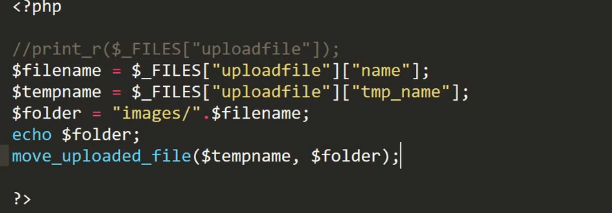 <?php
//print_r($_FILES["uploadfile"]);
$filename = $_FILES["uploadfile"]["name"];
$tempname = $_FILES["uploadfile"]["tmp_name"];
$folder = "images/".$filename;
echo $folder;
move_uploaded_file($tempname, $folder);
?>